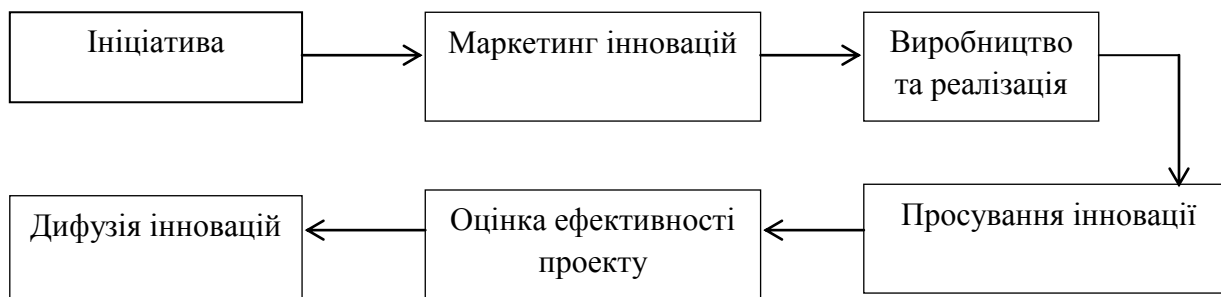 Ініціатива
Маркетинг інновацій
Виробництво
та реалізація
Просування інновації
Оцінка ефективності
проекту
Дифузія інновацій